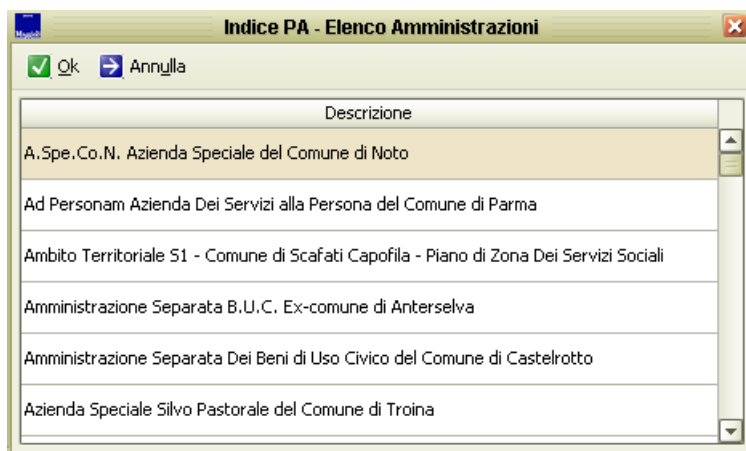 Indice PA - Elenco Amministrazioni
Ok Annulla
Descrizione
A.Spe.Co.N. Azienda Speciale del Comune di Noto
Ad Personam Azienda Dei Servizi alla Persona del Comune di Parma
Ambito Territoriale S1 - Comune di Scafati Capofila - Piano di Zona Dei Servizi Sociali
Amministrazione Separata B.U.C. Ex-comune di Anterselva
Amministrazione Separata Dei Beni di Uso Civico del Comune di Castelrotto
Azienda Speciale Silvo Pastorale del Comune di Troina